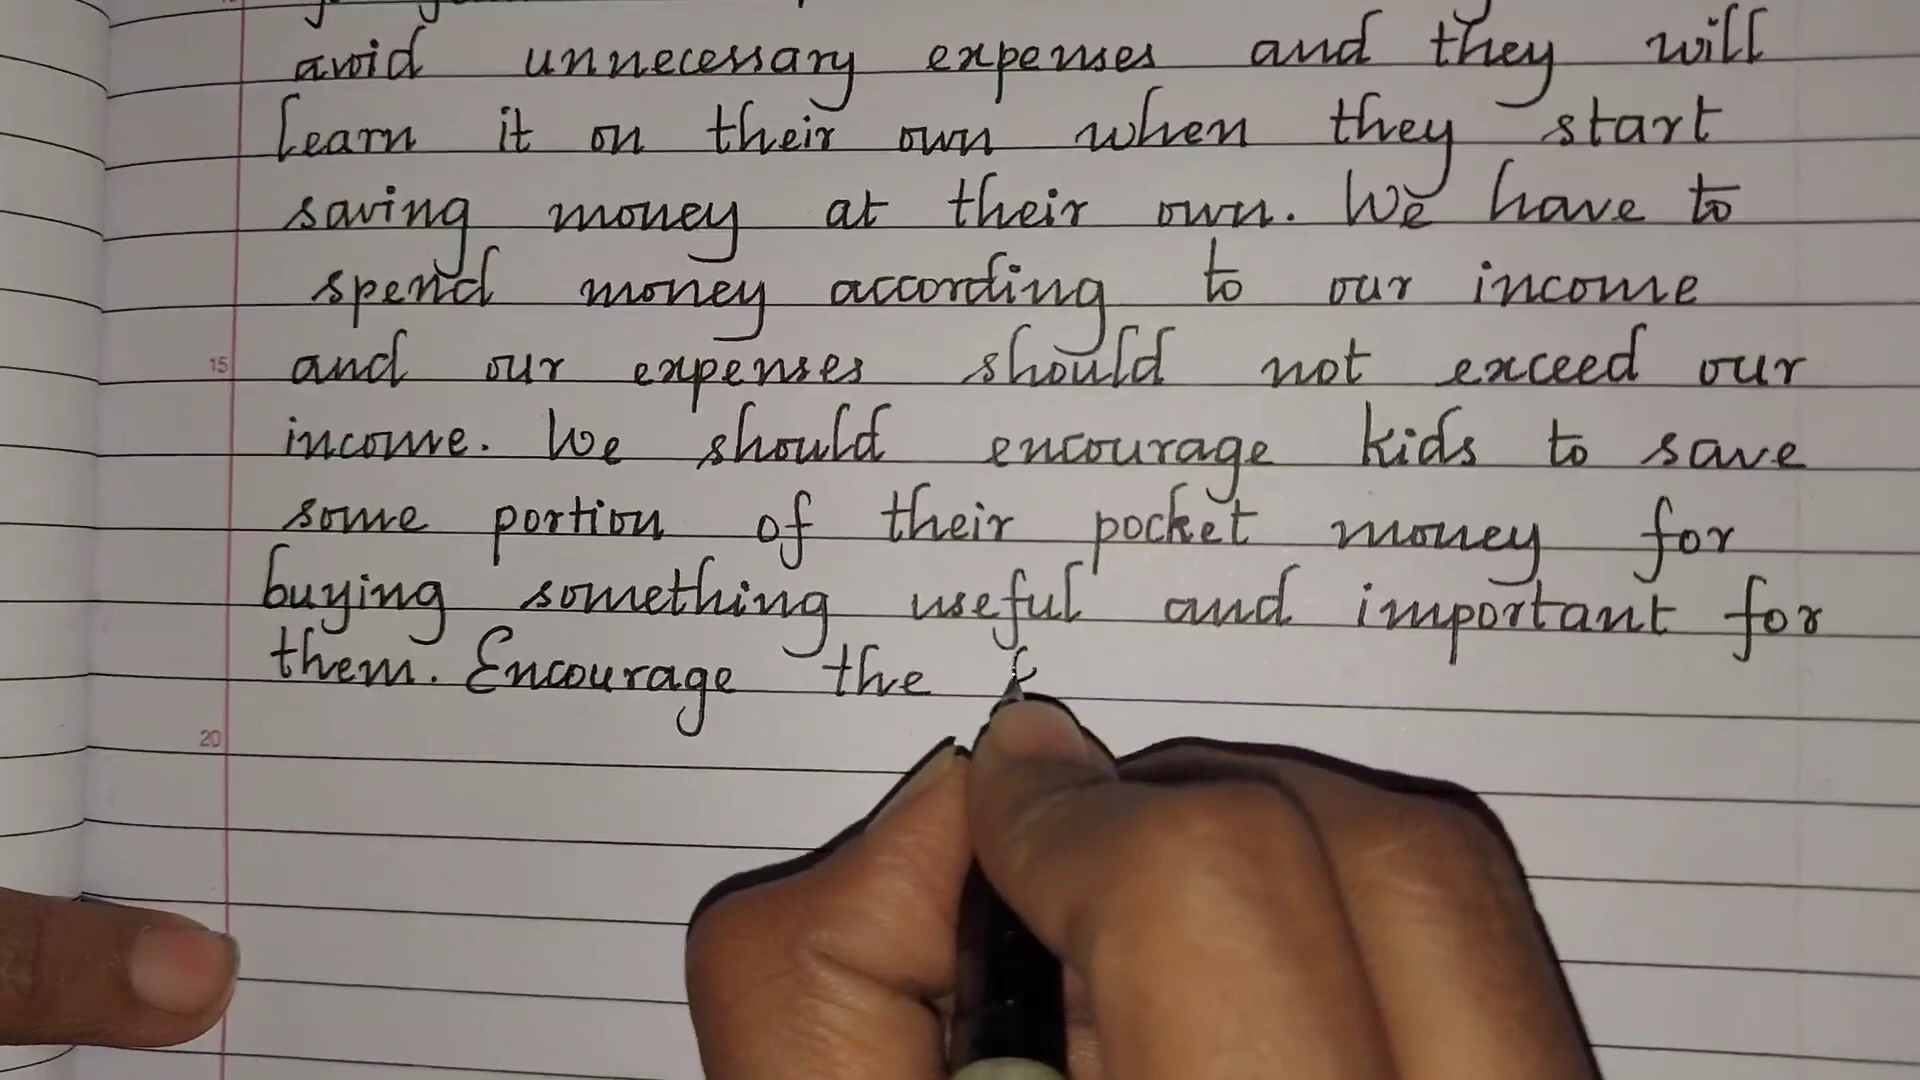 avoid unnecessary expenses and they will
learn it on their own when they start
saving money at their own. We have to
spend money according to our income
15 and our expenses should not exceed our
income. We should encourage kids to save
some portion of their pocket money for
buying something useful and important for
them. Encourage the
20